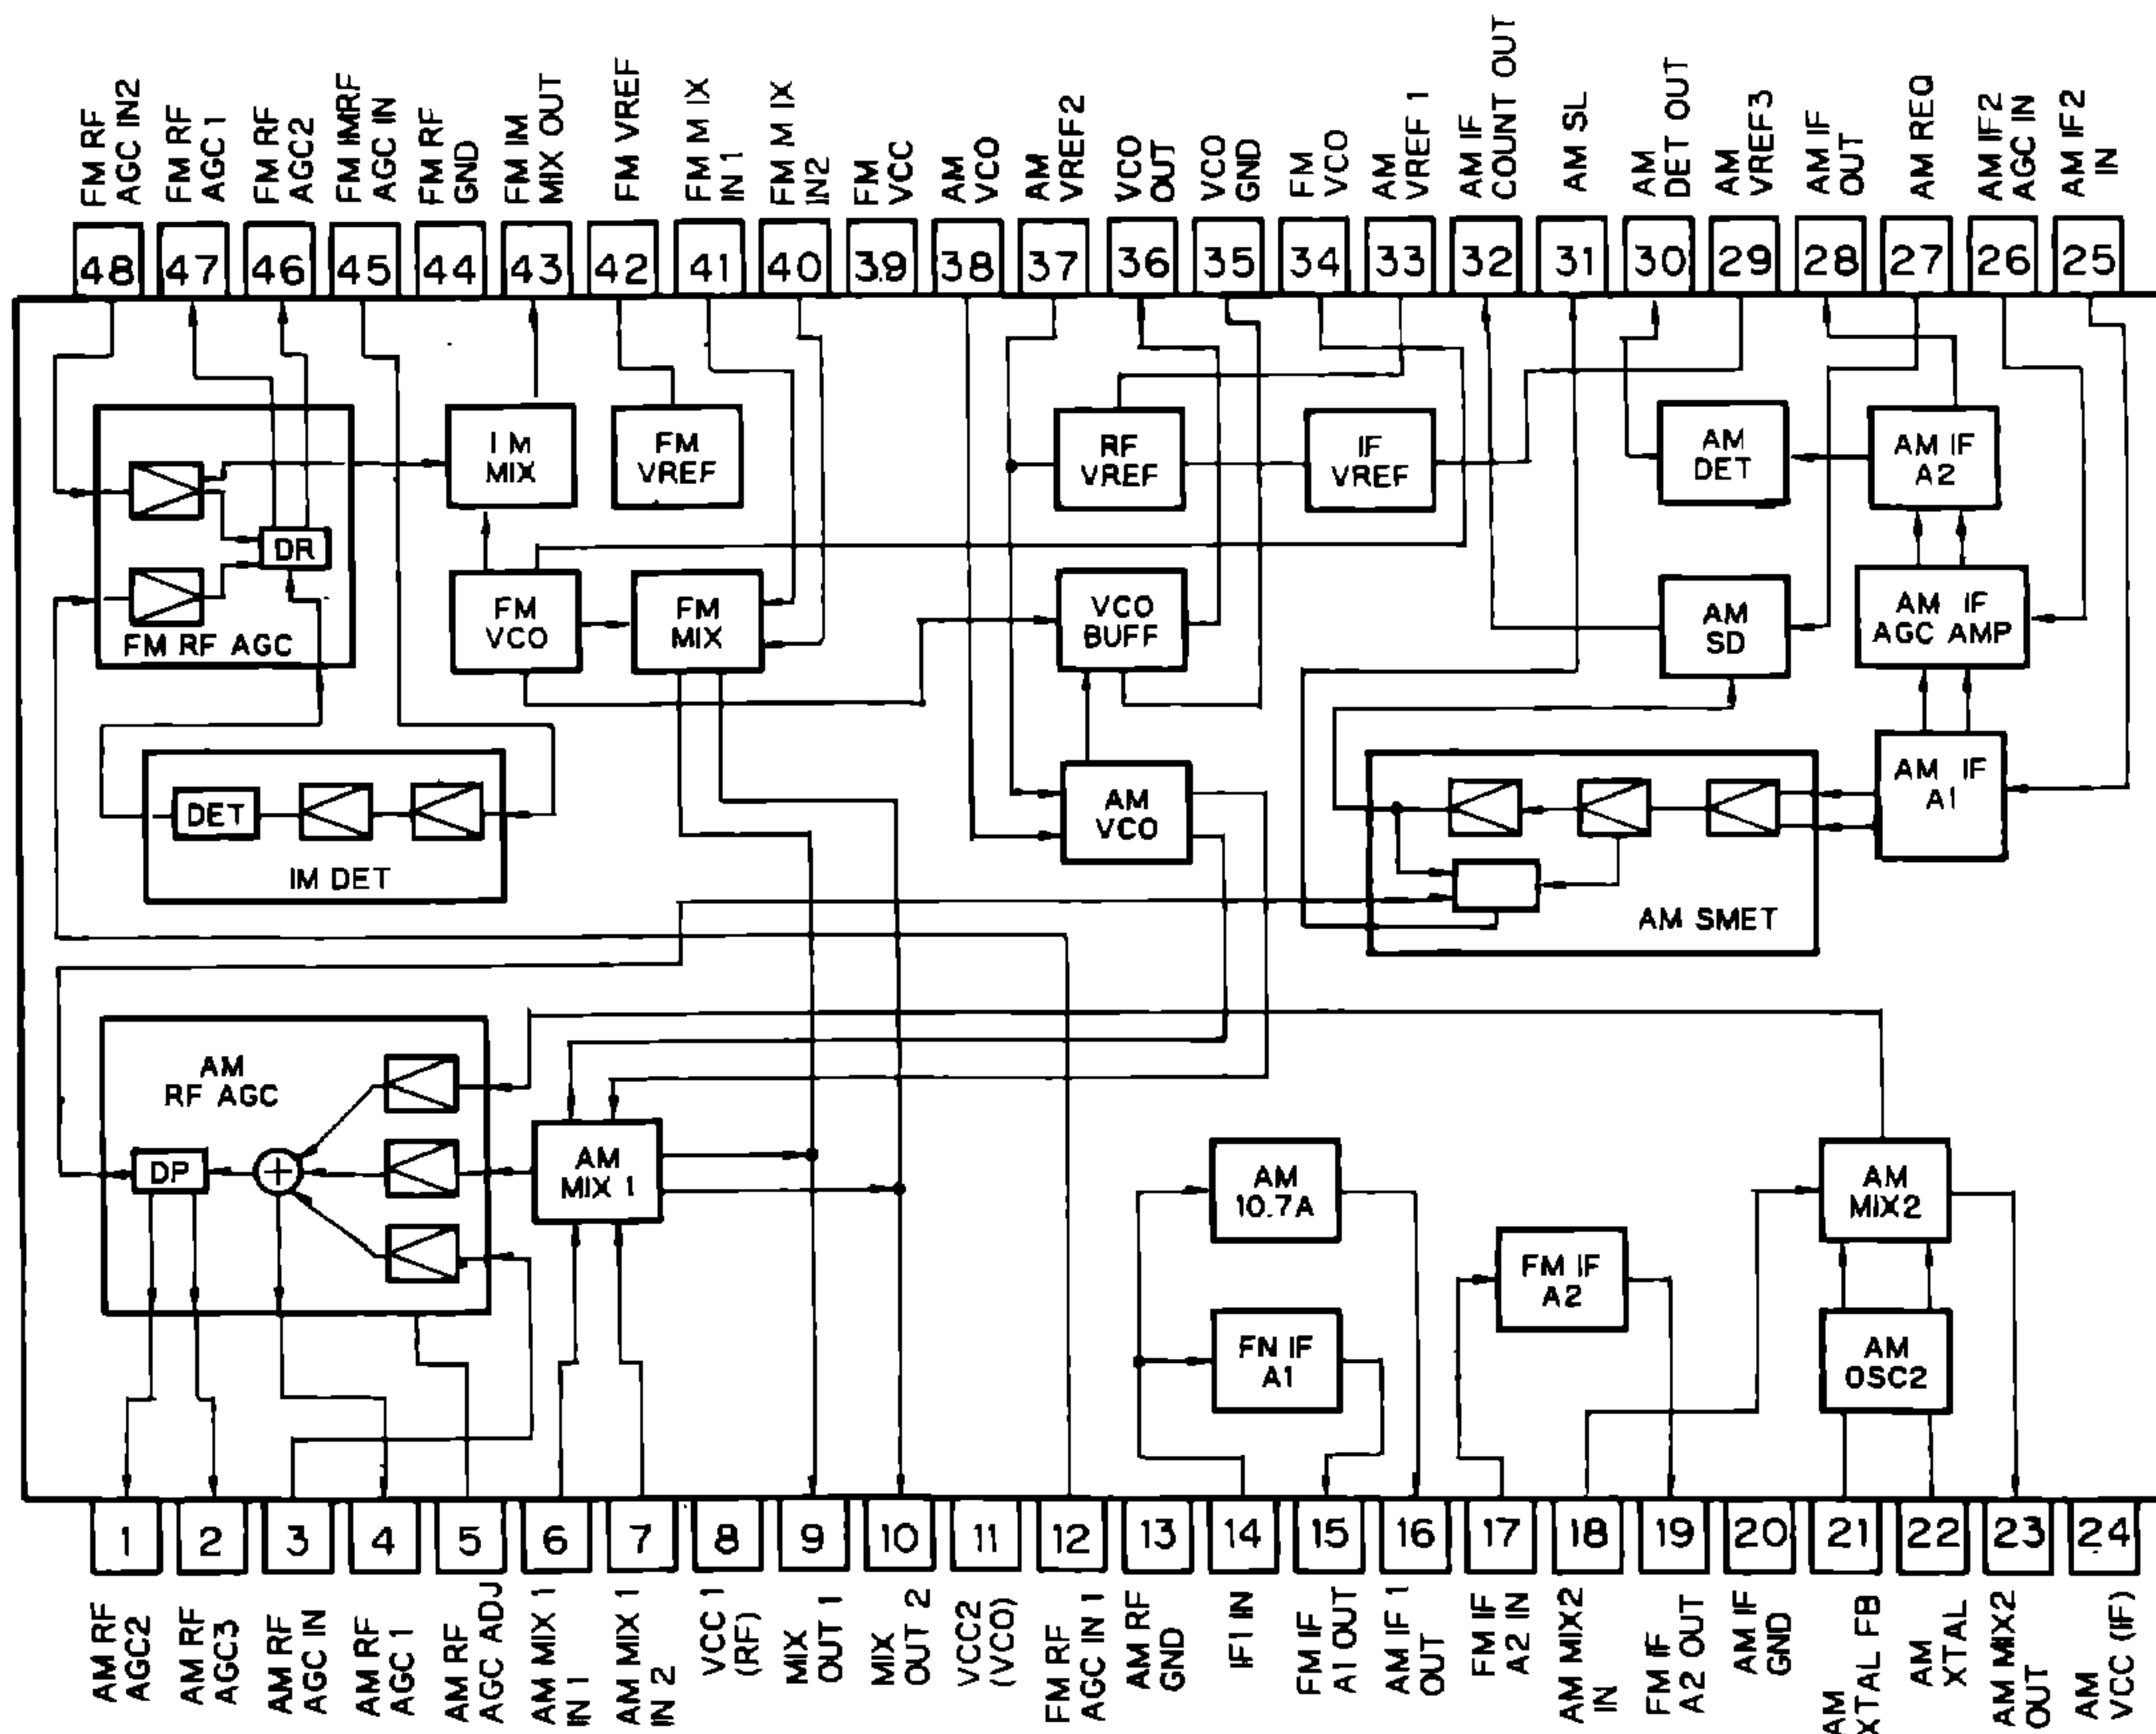 FM RF
AGC IN2
FM RF
AGC 1
FM RF
AGC2
FM IMRF
AGC IN
FM RF
GND
FM IM
MIX OUT
FM VREF
FM MIX
IN1
FM MIX
IN2
FM
VCC
AM
VCO
AM
VREF2
VCO
OUT
VCO
GND
FM
VCO
AM
VREF 1
AM IF
COUNT OUT
AM SL
AM
DET OUT
AM
VREF3
AM IF
OUT
AM REQ
AM IF2
AGC IN
AM IF2
IN
48 47 46 45 44 43 42 41 40 39 38 37 36 35 34 33 32 31 30 29 28 27 26 25
DR
FM RF AGC
IM
MIX
FM
VREF
RF
VREF
IF
VREF
AM
DET
AM IF
A2
FM
VCO
FM
MIX
VCO
BUFF
AM
SD
AM IF
AGC AMP
DET
IM DET
AM
VCO
AM SMET
AM IF
A1
AM
RF AGC
DP
+
AM
MIX 1
AM
10.7A
FN IF
A1
FM IF
A2
AM
MIX2
AM
OSC2
1 2 3 4 5 6 7 8 9 10 11 12 13 14 15 16 17 18 19 20 21 22 23 24
AM RF
AGC2
AM RF
AGC3
AM RF
AGC IN
AM RF
AGC 1
AM RF
AGC ADJ
AM MIX 1
IN 1
AM MIX 1
IN 2
VCC 1
(RF)
MIX
OUT 1
MIX
OUT 2
VCC2
(VCO)
FM RF
AGC IN 1
AM RF
GND
IF1 IN
FM IF
A1 OUT
AM IF 1
OUT
FM IF
A2 IN
AM MIX2
IN
FM IF
A2 OUT
AM IF
GND
AM
XTAL FB
AM
XTAL
AM MIX2
OUT
AM
VCC (IF)